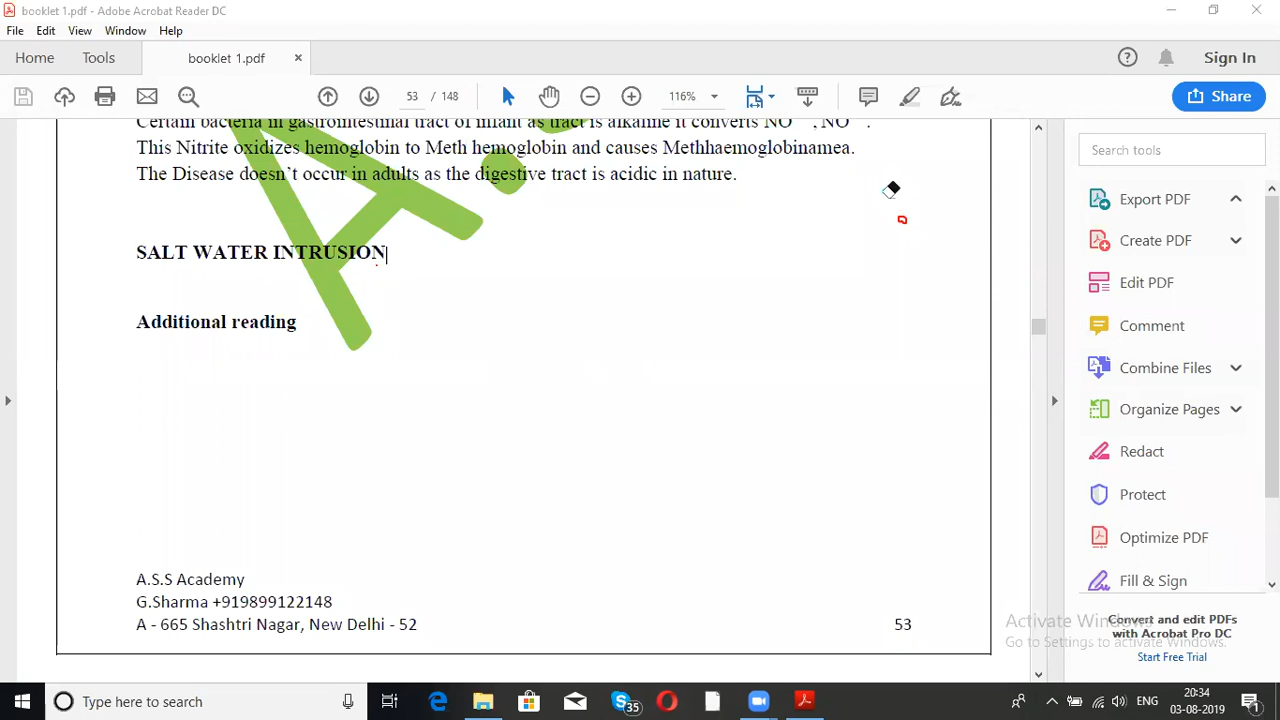 booklet 1.pdf - Adobe Acrobat Reader DC
File Edit View Window Help
Home Tools booklet 1.pdf × Sign In
53 / 148 116% Share
Certain bacteria in gastrointestinal tract of infant as tract is alkaline it converts NO , NO .
This Nitrite oxidizes hemoglobin to Meth hemoglobin and causes Methhaemoglobinamea.
The Disease doesn't occur in adults as the digestive tract is acidic in nature.
SALT WATER INTRUSION
Additional reading
A.S.S Academy
G.Sharma +919899122148
A - 665 Shashtri Nagar, New Delhi - 52 53
Search tools
Export PDF
Create PDF
Edit PDF
Comment
Combine Files
Organize Pages
Redact
Protect
Optimize PDF
Fill & Sign
Activate Windows
Go to Settings to activate Windows.
Convert and edit PDFs
with Acrobat Pro DC
Start Free Trial
Type here to search
35
ENG
20:34
03-08-2019
1